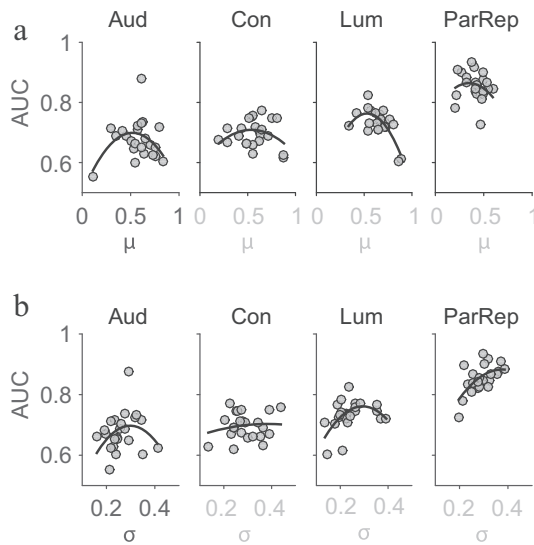 a
Aud Con Lum ParRep
AUC
1
0.8
0.6
0 0.5 1 0 0.5 1 0 0.5 1 0 0.5 1
μ μ μ μ
b
Aud Con Lum ParRep
AUC
1
0.8
0.6
0.2 0.4 0.2 0.4 0.2 0.4 0.2 0.4
σ σ σ σ